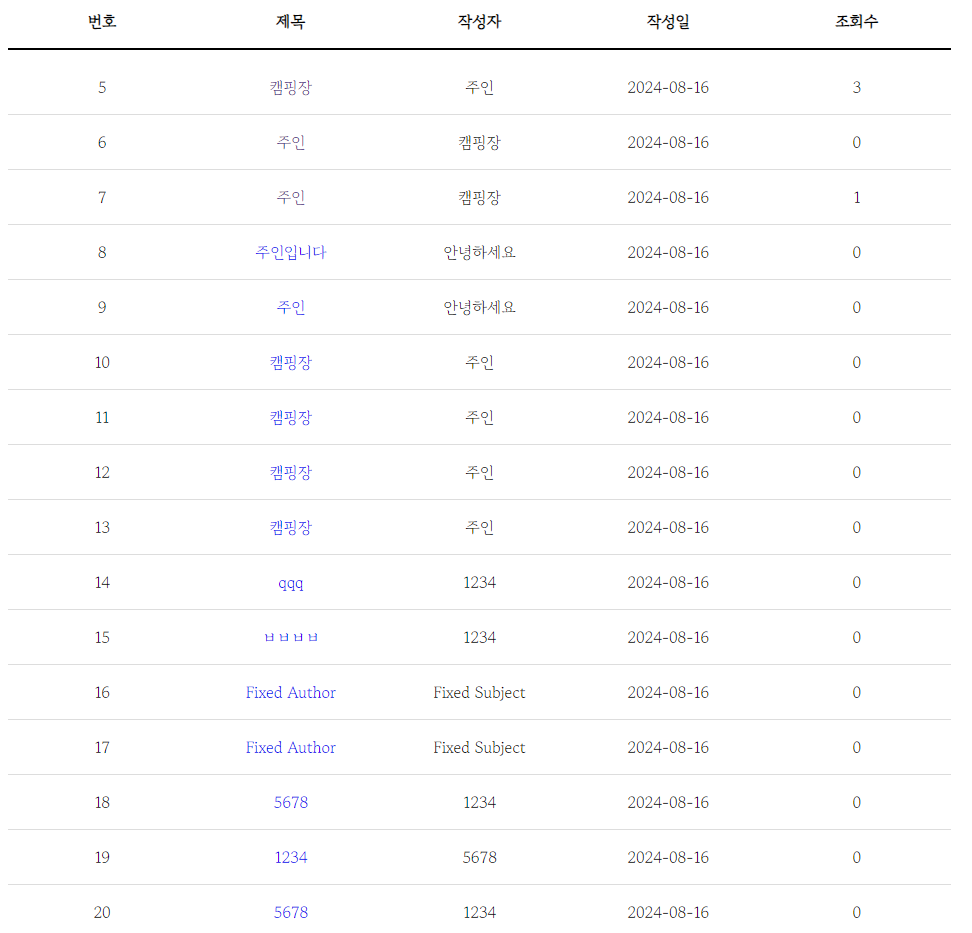 번호 제목 작성자 작성일 조회수
5 캠핑장 주인 2024-08-16 3
6 주인 캠핑장 2024-08-16 0
7 주인 캠핑장 2024-08-16 1
8 주인입니다 안녕하세요 2024-08-16 0
9 주인 안녕하세요 2024-08-16 0
10 캠핑장 주인 2024-08-16 0
11 캠핑장 주인 2024-08-16 0
12 캠핑장 주인 2024-08-16 0
13 캠핑장 주인 2024-08-16 0
14 qqq 1234 2024-08-16 0
15 ㅂㅂㅂㅂ 1234 2024-08-16 0
16 Fixed Author Fixed Subject 2024-08-16 0
17 Fixed Author Fixed Subject 2024-08-16 0
18 5678 1234 2024-08-16 0
19 1234 5678 2024-08-16 0
20 5678 1234 2024-08-16 0